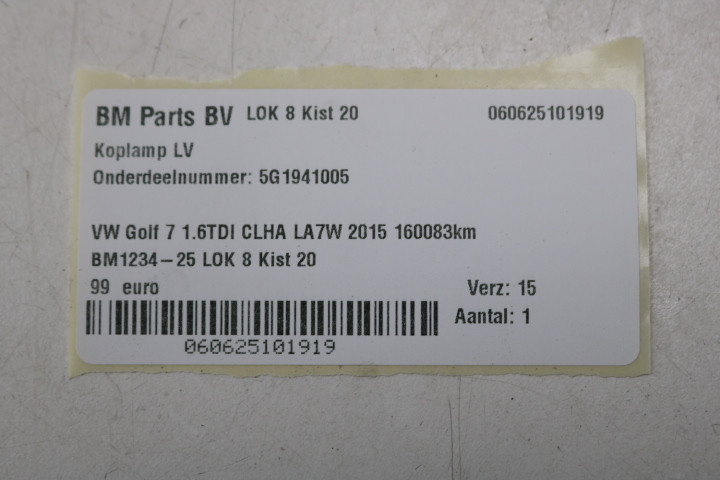 BM Parts BV LOK 8 Kist 20 060625101919
Koplamp LV
Onderdeelnummer: 5G1941005
VW Golf 7 1.6TDI CLHA LA7W 2015 160083km
BM1234-25 LOK 8 Kist 20
99 euro Verz: 15
Aantal: 1
060625101919